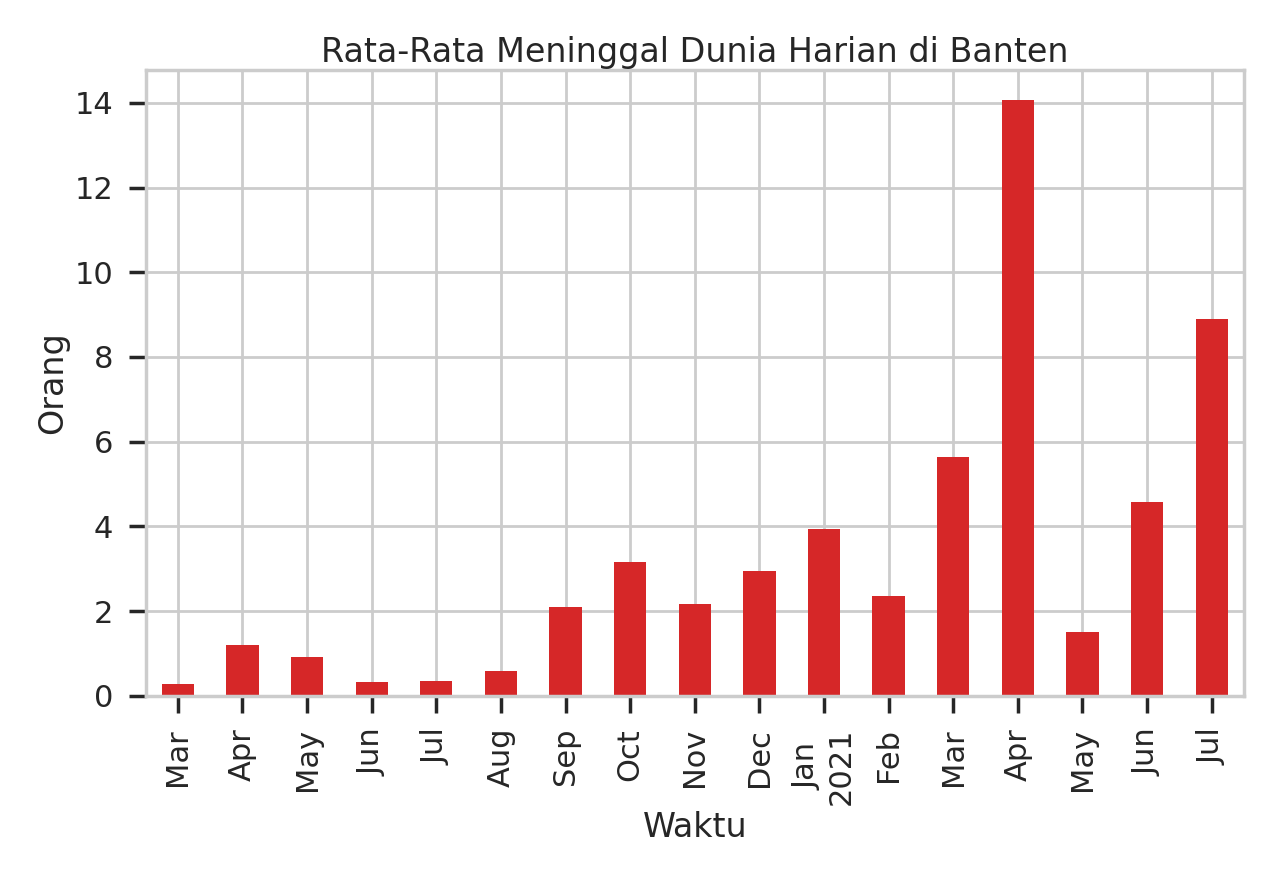 Rata-Rata Meninggal Dunia Harian di Banten
14
12
10
8
6
4
2
0
Orang
Mar
Apr
May
Jun
Jul
Aug
Sep
Oct
Nov
Dec
Jan
2021
Feb
Mar
Apr
May
Jun
Jul
Waktu